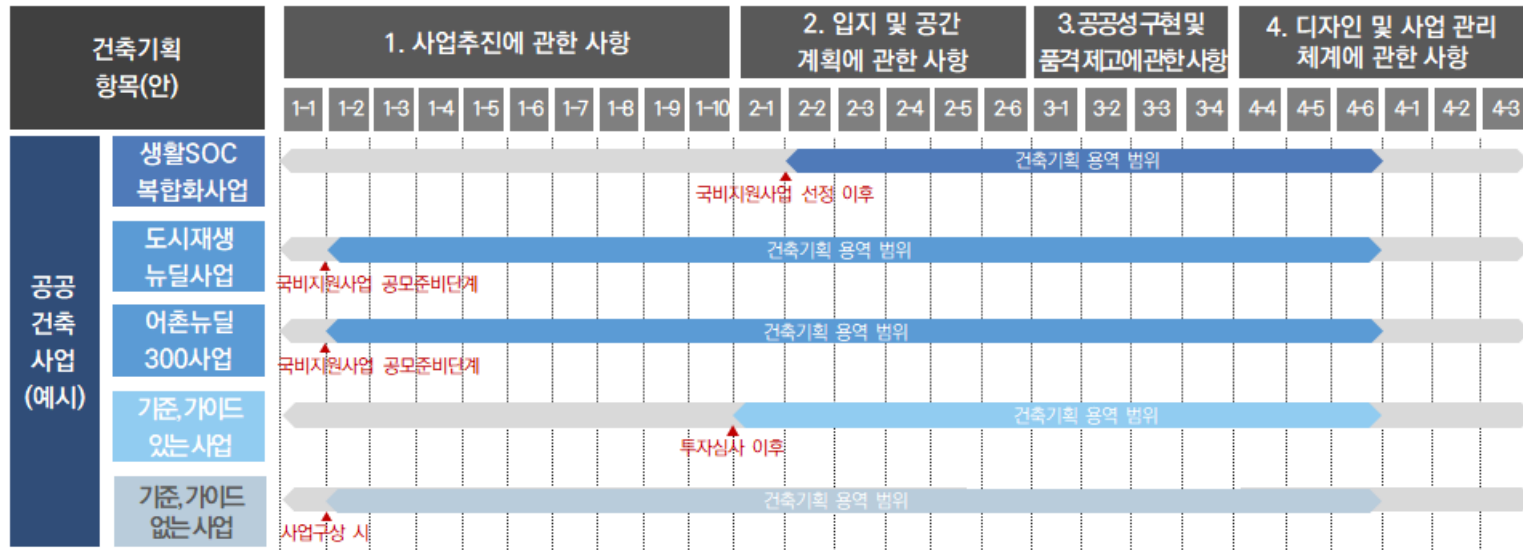 건축기획
항목(안)
1. 사업추진에 관한 사항
2. 입지 및 공간
계획에 관한 사항
3.공공성 구현 및
품격 제고에 관한 사항
4. 디자인 및 사업 관리
체계에 관한 사항
1-1 1-2 1-3 1-4 1-5 1-6 1-7 1-8 1-9 1-10 2-1 2-2 2-3 2-4 2-5 2-6 3-1 3-2 3-3 3-4 4-4 4-5 4-6 4-1 4-2 4-3
공공
건축
사업
(예시)
생활SOC
복합화사업
건축기획 용역 범위
국비지원사업 선정 이후
도시재생
뉴딜사업
건축기획 용역 범위
국비지원사업 공모준비단계
어촌뉴딜
300사업
건축기획 용역 범위
국비지원사업 공모준비단계
기준, 가이드
있는 사업
건축기획 용역 범위
투자심사 이후
기준, 가이드
없는 사업
건축기획 용역 범위
사업구상 시